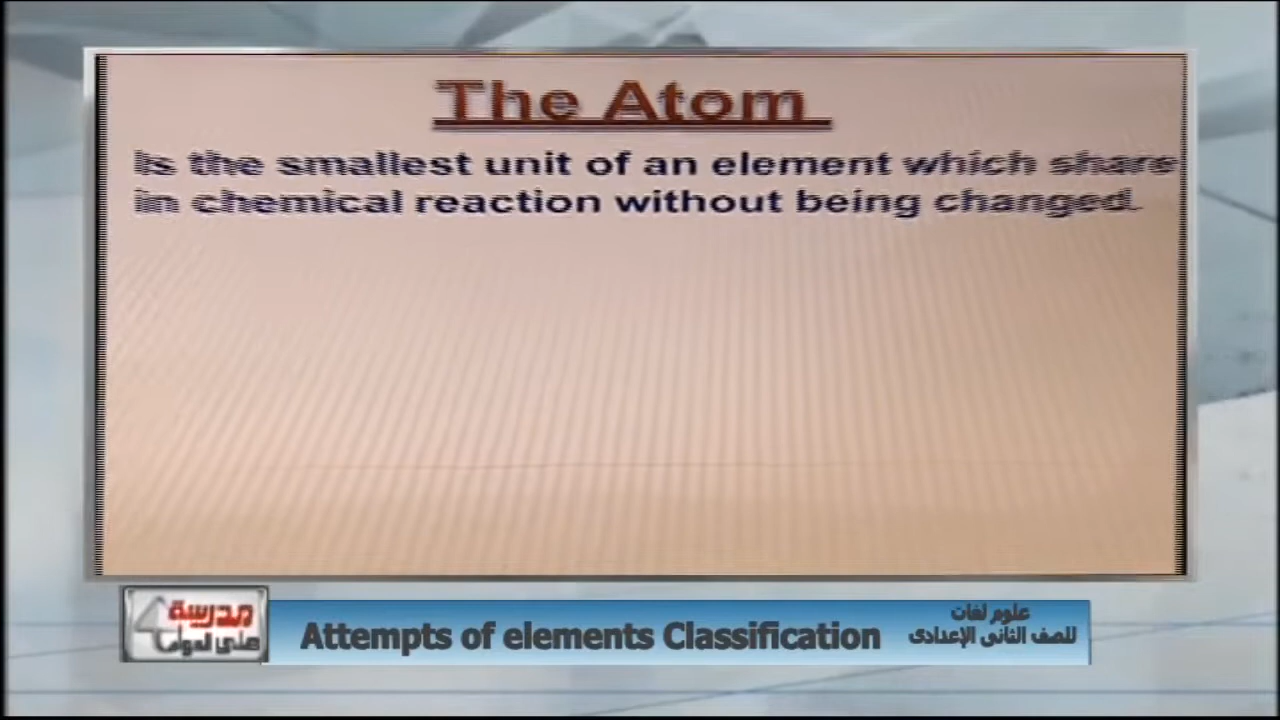 The Atom
Is the smallest unit of an element which share
in chemical reaction without being changed.
مدرسة
على الهواء
Attempts of elements Classification
علوم لغات
للصف الثانى الإعدادى